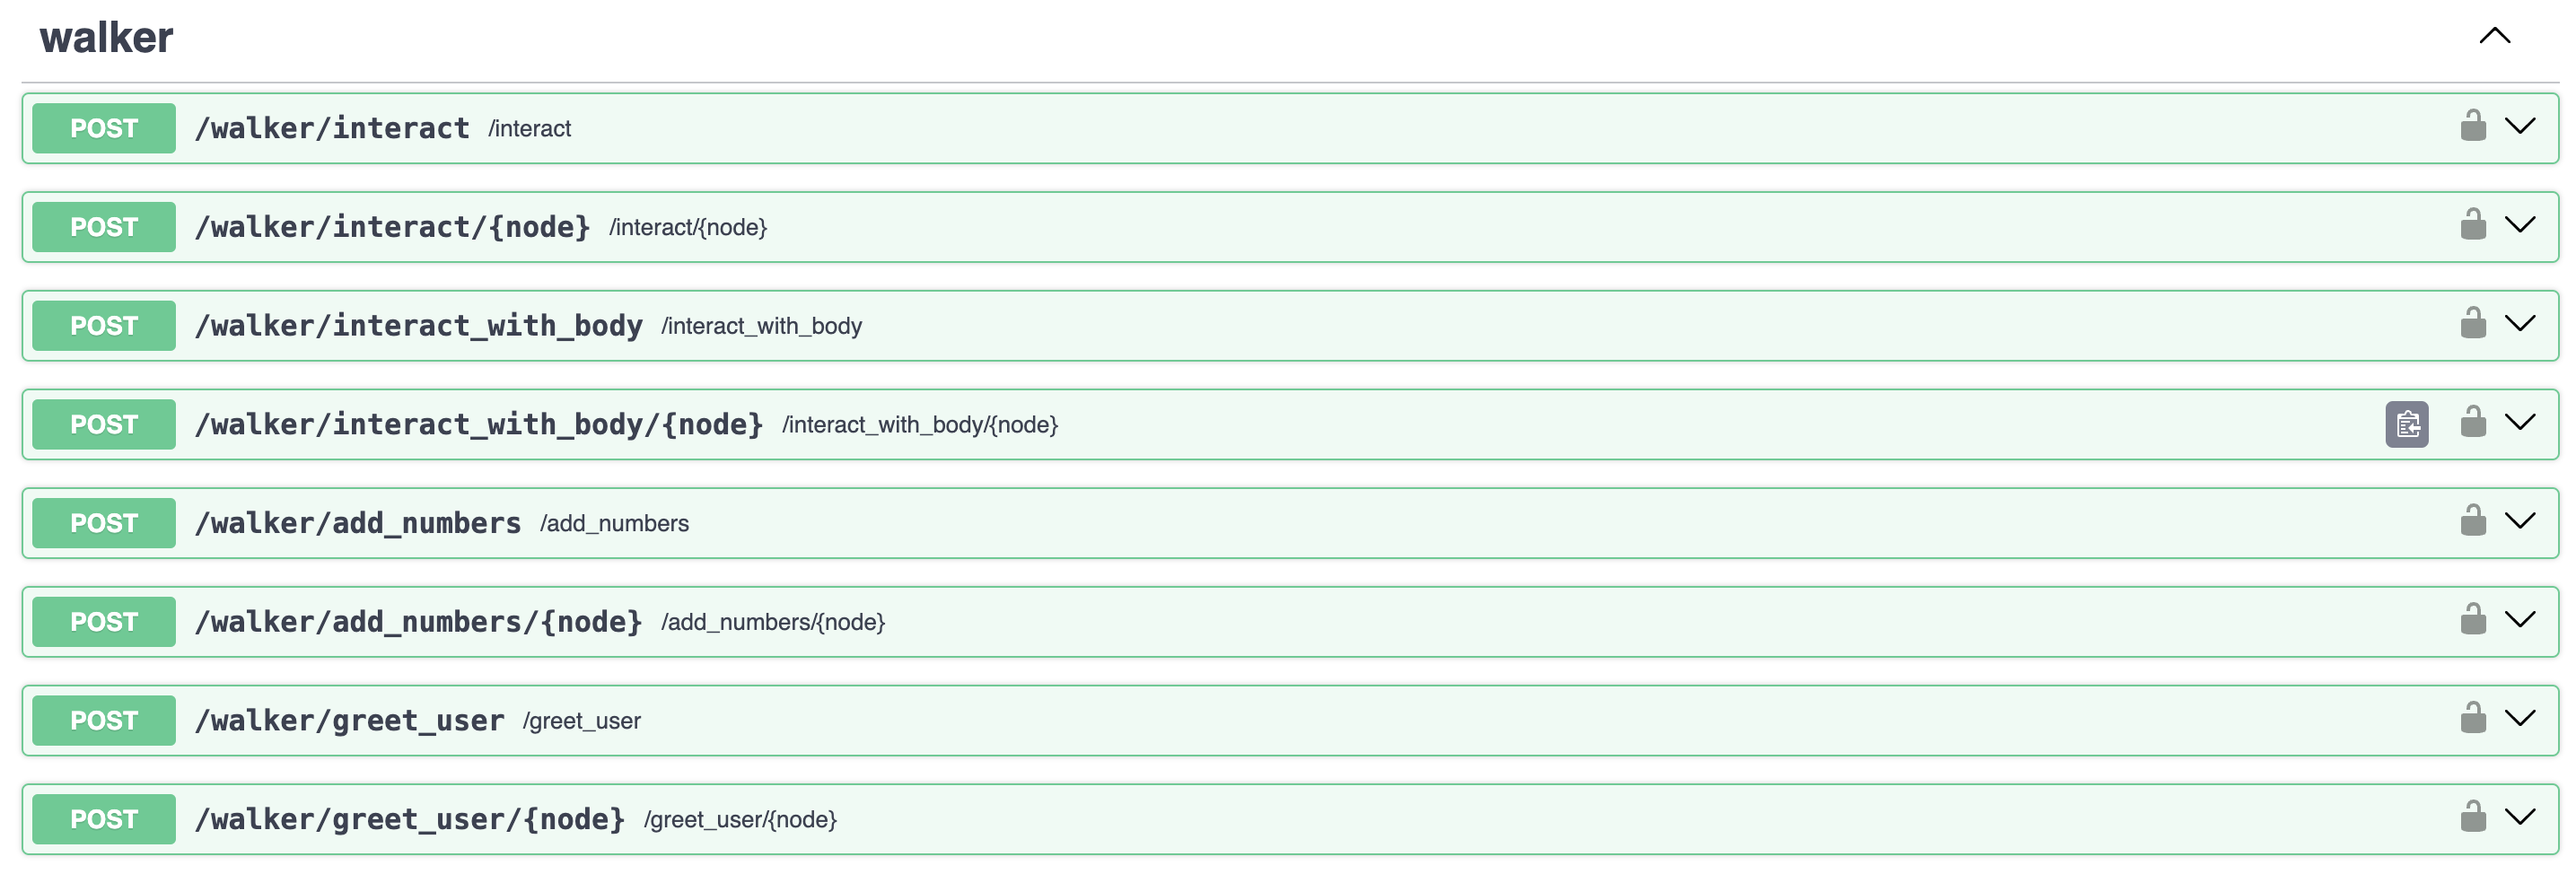 walker
POST /walker/interact /interact
POST /walker/interact/{node} /interact/{node}
POST /walker/interact_with_body /interact_with_body
POST /walker/interact_with_body/{node} /interact_with_body/{node}
POST /walker/add_numbers /add_numbers
POST /walker/add_numbers/{node} /add_numbers/{node}
POST /walker/greet_user /greet_user
POST /walker/greet_user/{node} /greet_user/{node}